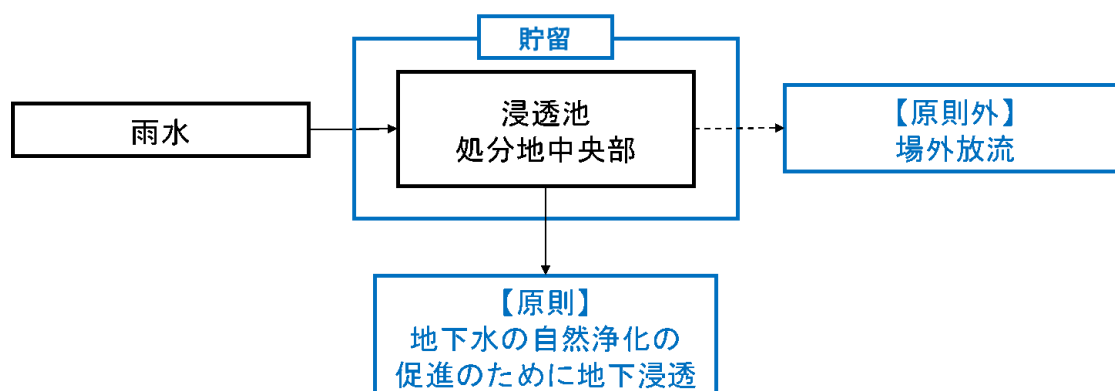 貯留
雨水
浸透池
処分地中央部
【原則外】
場外放流
【原則】
地下水の自然浄化の
促進のために地下浸透